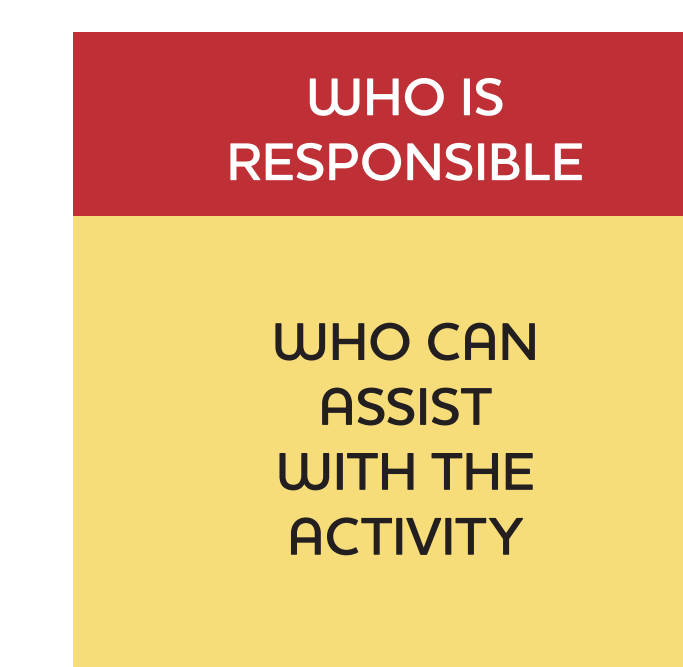 WHO IS
RESPONSIBLE
WHO CAN
ASSIST
WITH THE
ACTIVITY